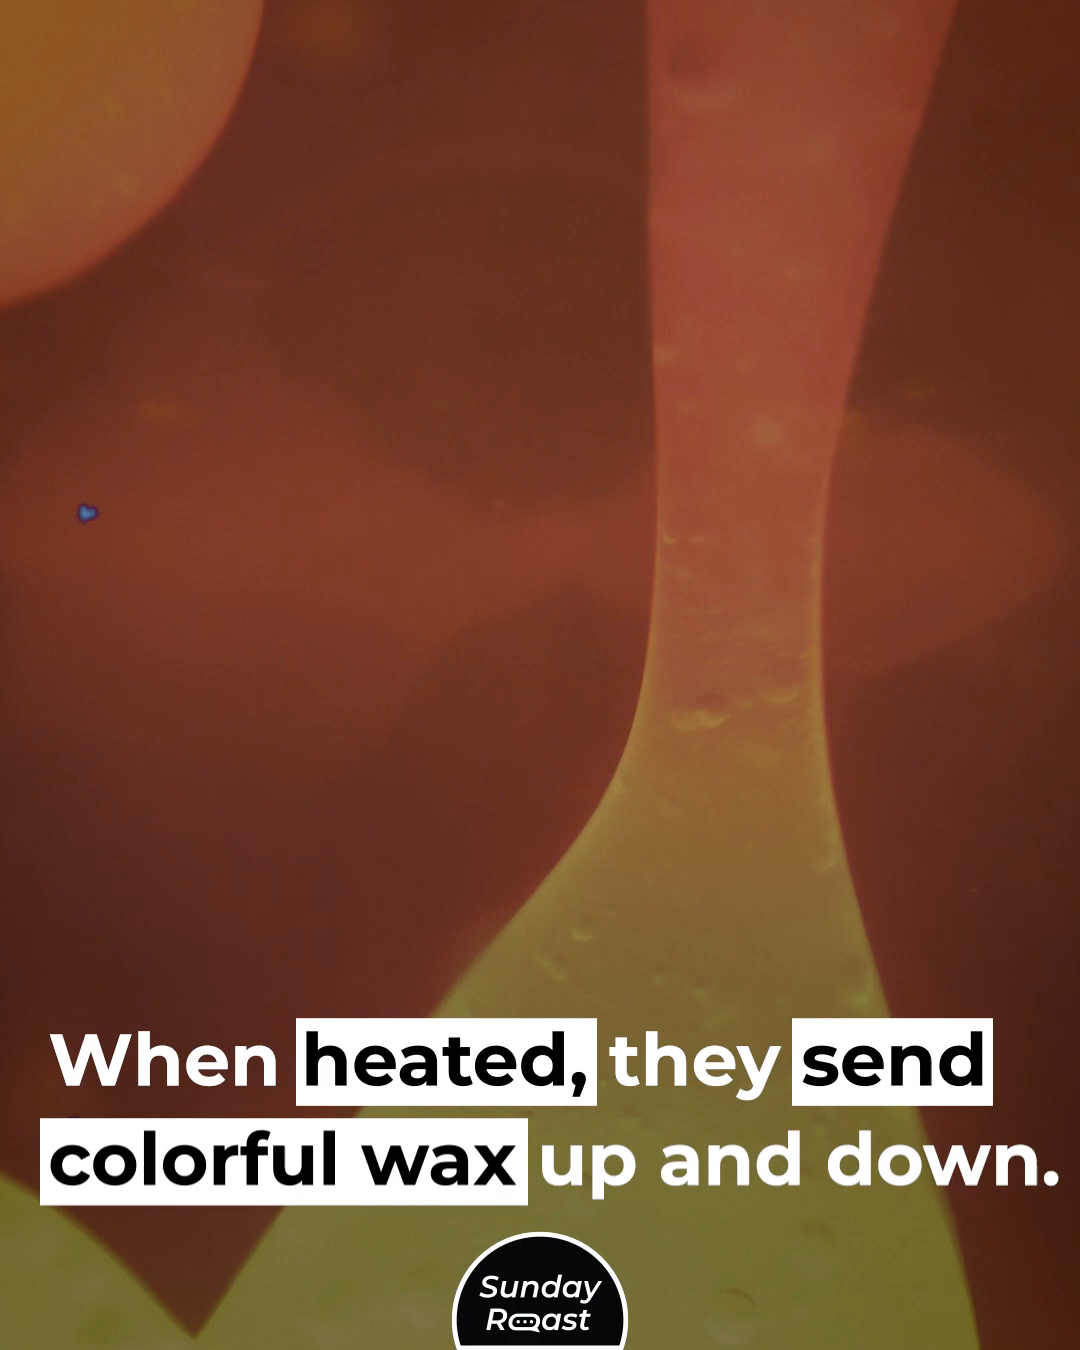 When heated, they send
colorful wax up and down.
Sunday
Roast